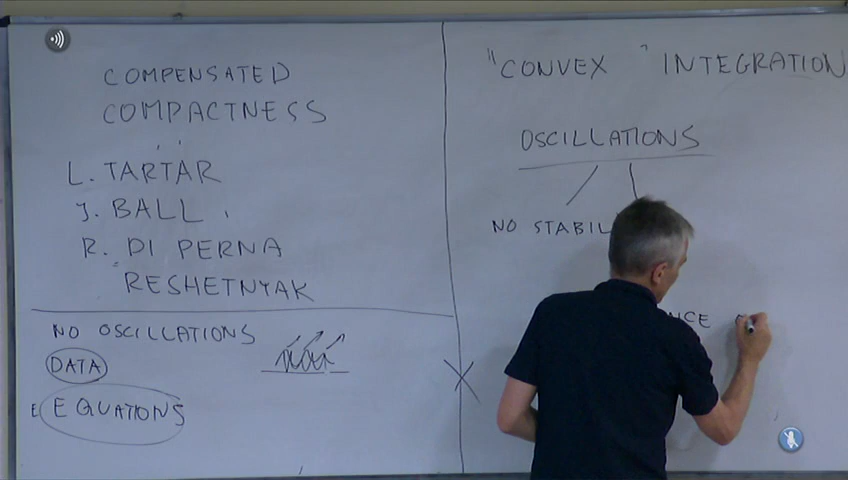 COMPENSATED
COMPACTNESS
L. TARTAR
J. BALL
R. DI PERNA
RESHETNYAK
NO OSCILLATIONS
DATA
E EQUATIONS
"CONVEX " INTEGRATION
OSCILLATIONS
NO STABIL
NCE